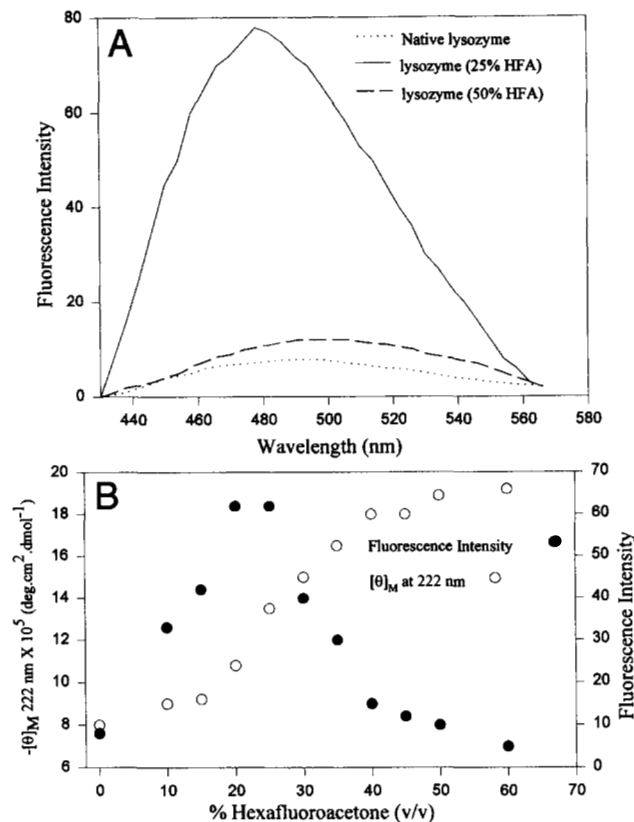 A
Native lysozyme
lysozyme (25% HFA)
lysozyme (50% HFA)
Fluorescence Intensity
80
60
40
20
0
440 460 480 500 520 540 560 580
Wavelength (nm)
B
-[θ]M 222 nm X 10⁵ (deg.cm².dmol⁻¹)
20
18
16
14
12
10
8
6
Fluorescence Intensity
[θ]M at 222 nm
70
60
50
40
30
20
10
0
Fluorescence Intensity
0 10 20 30 40 50 60 70
% Hexafluoroacetone (v/v)